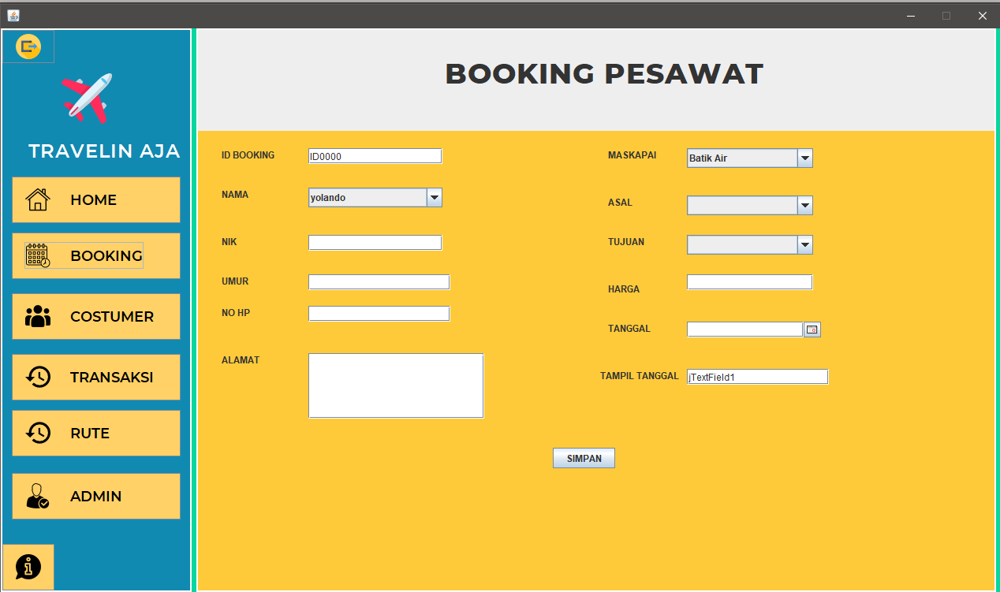 BOOKING PESAWAT
TRAVELIN AJA
HOME
BOOKING
COSTUMER
TRANSAKSI
RUTE
ADMIN
ID BOOKING
ID0000
NAMA
yolando
NIK
UMUR
NO HP
ALAMAT
MASKAPAI
Batik Air
ASAL
TUJUAN
HARGA
TANGGAL
TAMPIL TANGGAL
jTextField1
SIMPAN